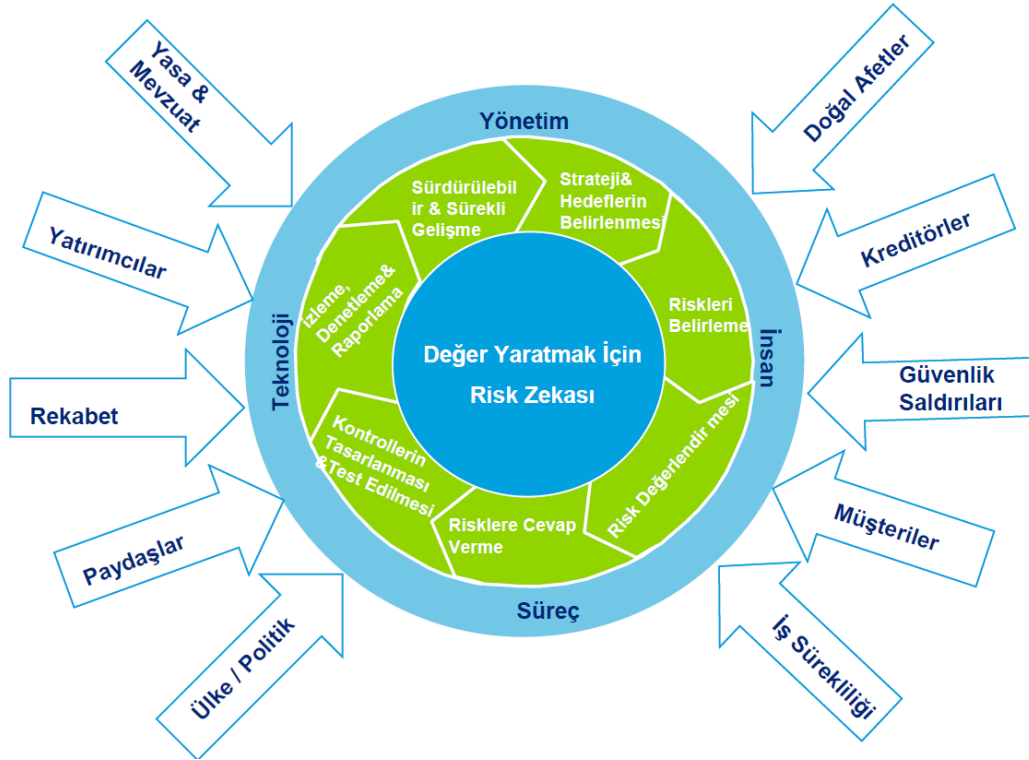 Yasa &
Mevzuat
Doğal Afetler
Yönetim
Sürdürülebil
ir & Sürekli
Gelişme
Strateji&
Hedeflerin
Belirlenmesi
Yatırımcılar
Kreditörler
izleme,
Denetleme&
Raporlama
Riskleri
Belirleme
Teknoloji
İnsan
Değer Yaratmak İçin
Risk Zekası
Rekabet
Güvenlik
Saldırıları
Kontrollerin
Tasarlanması
&Test Edilmesi
Risk Değerlendir mesi
Risklere Cevap
Verme
Paydaşlar
Müşteriler
Süreç
Ülke / Politik
İş Sürekliliği